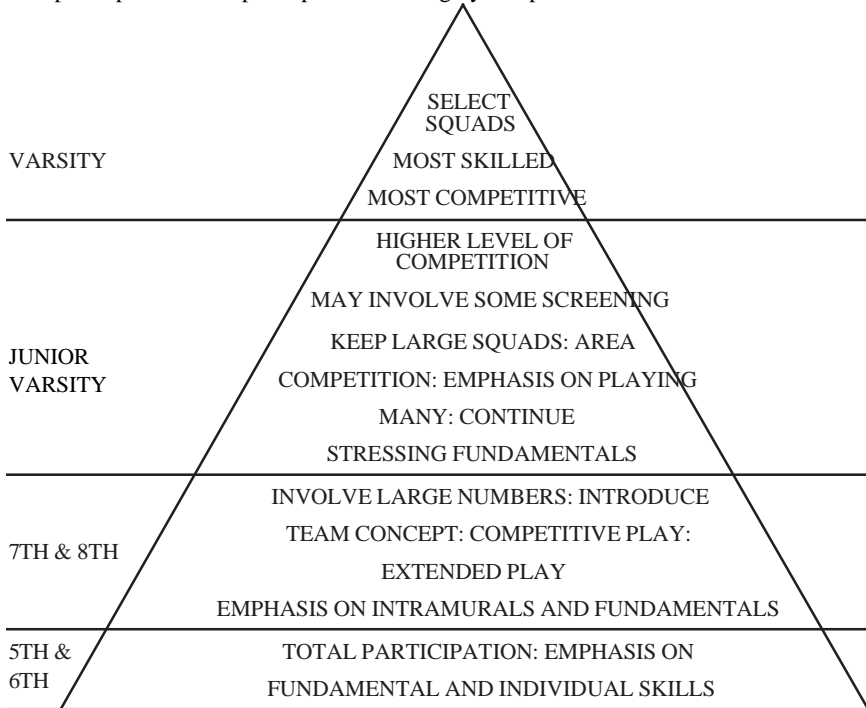 SELECT
SQUADS
VARSITY
MOST SKILLED
MOST COMPETITIVE
HIGHER LEVEL OF
COMPETITION
MAY INVOLVE SOME SCREENING
KEEP LARGE SQUADS: AREA
JUNIOR
VARSITY
COMPETITION: EMPHASIS ON PLAYING
MANY: CONTINUE
STRESSING FUNDAMENTALS
INVOLVE LARGE NUMBERS: INTRODUCE
TEAM CONCEPT: COMPETITIVE PLAY:
7TH & 8TH
EXTENDED PLAY
EMPHASIS ON INTRAMURALS AND FUNDAMENTALS
5TH &
6TH
TOTAL PARTICIPATION: EMPHASIS ON
FUNDAMENTAL AND INDIVIDUAL SKILLS